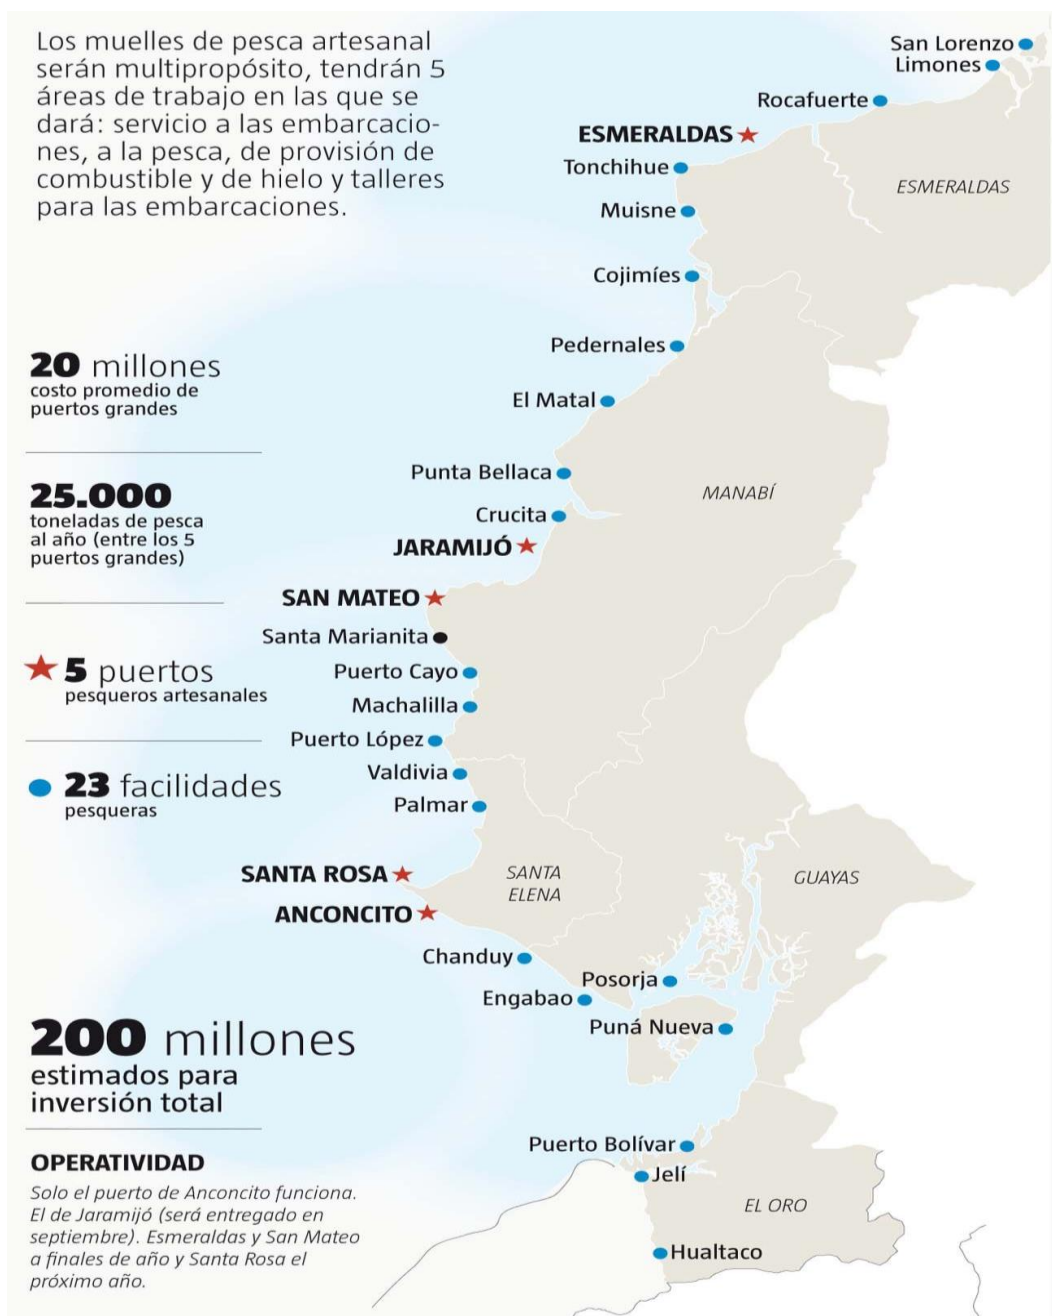 Los muelles de pesca artesanal
serán multipropósito, tendrán 5
áreas de trabajo en las que se
dará: servicio a las embarcacio-
nes, a la pesca, de provisión de
combustible y de hielo y talleres
para las embarcaciones.
20 millones
costo promedio de
puertos grandes
25.000
toneladas de pesca
al año (entre los 5
puertos grandes)
5 puertos
pesqueros artesanales
23 facilidades
pesqueras
200 millones
estimados para
inversión total
OPERATIVIDAD
Solo el puerto de Anconcito funciona.
El de Jaramijó (será entregado en
septiembre). Esmeraldas y San Mateo
a finales de año y Santa Rosa el
próximo año.
San Lorenzo
Limones
Rocafuerte
ESMERALDAS
Tonchihue
ESMERALDAS
Muisne
Cojimíes
Pedernales
El Matal
Punta Bellaca
MANABÍ
Crucita
JARAMIJÓ
SAN MATEO
Santa Marianita
Puerto Cayo
Machalilla
Puerto López
Valdivia
Palmar
SANTA ROSA
SANTA
ELENA
GUAYAS
ANCONCITO
Chanduy
Posorja
Engabao
Puná Nueva
Puerto Bolívar
Jelí
EL ORO
Hualtaco